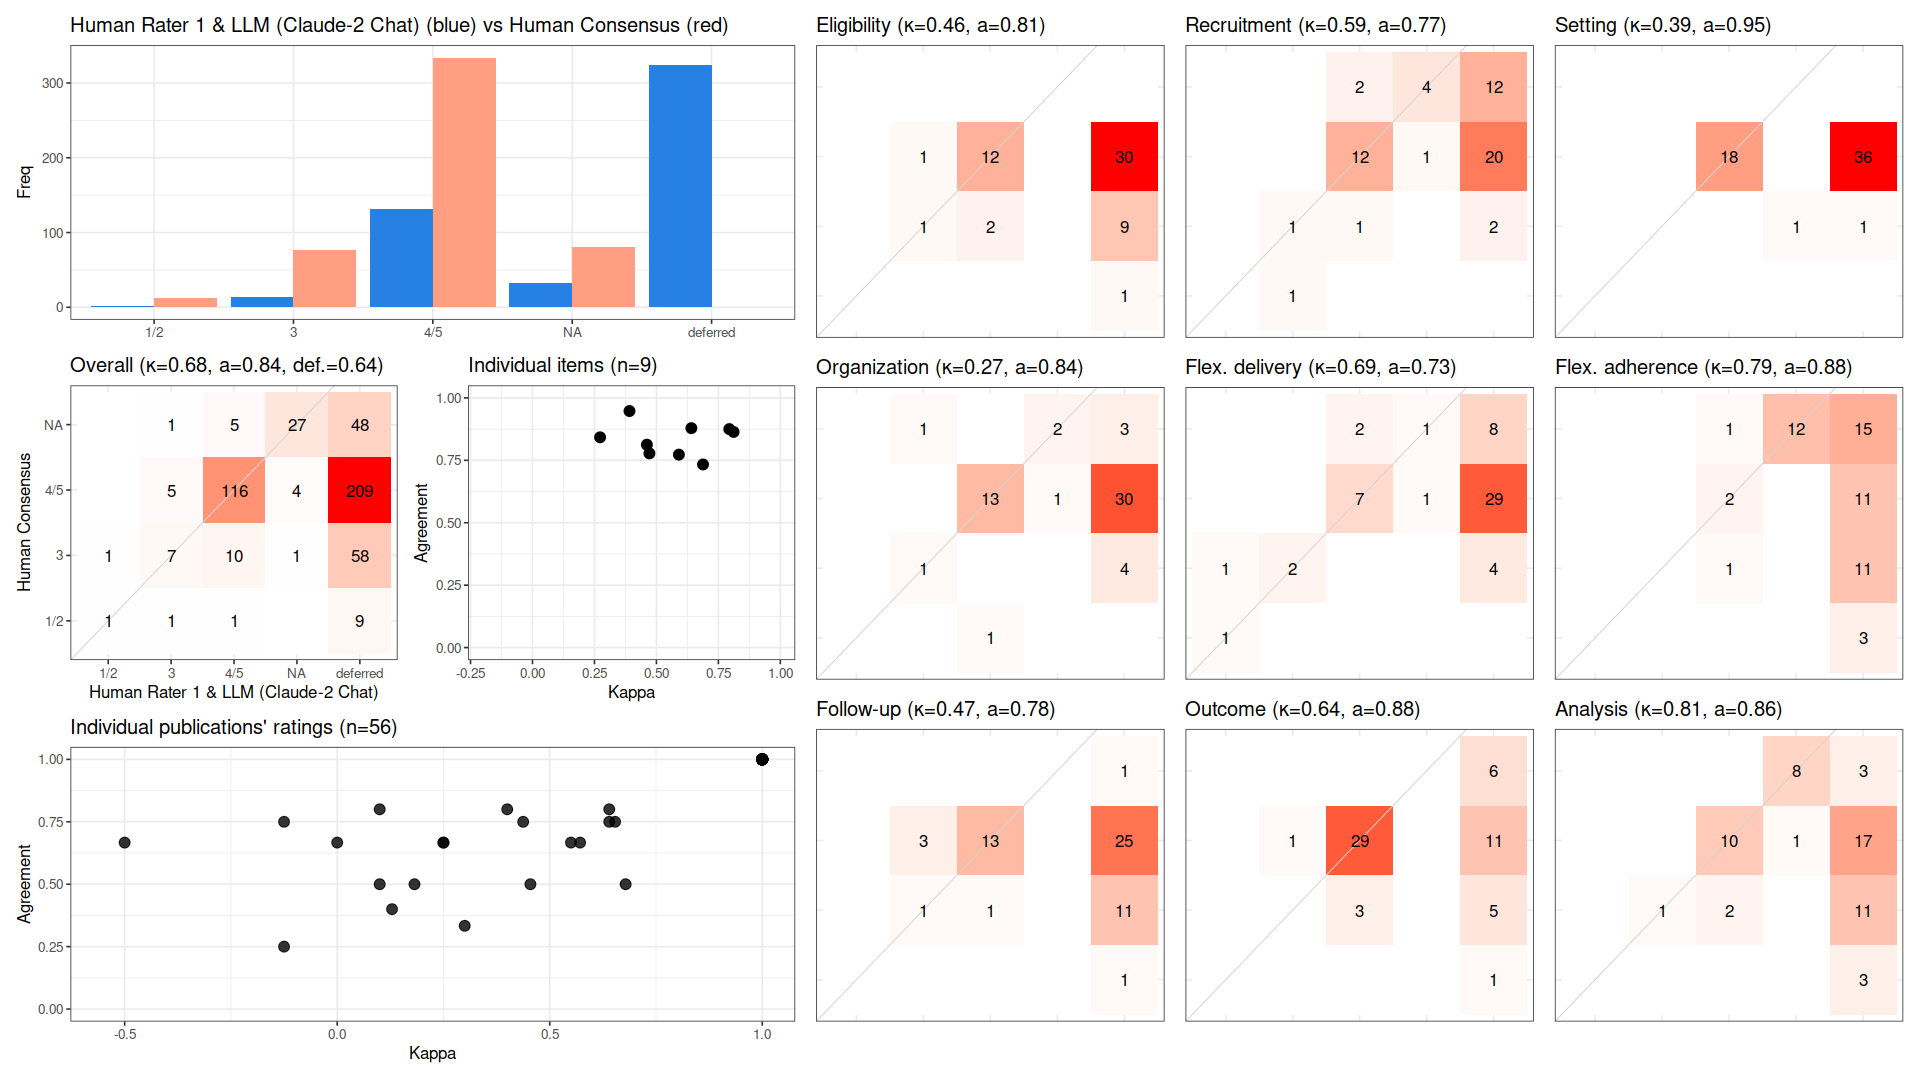 Human Rater 1 & LLM (Claude-2 Chat) (blue) vs Human Consensus (red)
Freq
300
200
100
0
1/2 3 4/5 NA deferred
Overall (κ=0.68, a=0.84, def.=0.64)
Human Consensus
NA 1 5 27 48
4/5 5 116 4 209
3 1 7 10 1 58
1/2 1 1 1 9
1/2 3 4/5 NA deferred
Human Rater 1 & LLM (Claude-2 Chat)
Individual items (n=9)
Agreement
1.00
0.75
0.50
0.25
0.00
-0.25 0.00 0.25 0.50 0.75 1.00
Kappa
Individual publications' ratings (n=56)
Agreement
1.00
0.75
0.50
0.25
0.00
-0.5 0.0 0.5 1.0
Kappa
Eligibility (κ=0.46, a=0.81)
1 12 30
1 2 9
1
Recruitment (κ=0.59, a=0.77)
2 4 12
12 1 20
1 1 2
1
Setting (κ=0.39, a=0.95)
18 36
1 1
Organization (κ=0.27, a=0.84)
1 2 3
13 1 30
1 4
1
Flex. delivery (κ=0.69, a=0.73)
2 1 8
7 1 29
1 2 4
1
Flex. adherence (κ=0.79, a=0.88)
1 12 15
2 11
1 11
3
Follow-up (κ=0.47, a=0.78)
1
3 13 25
1 1 11
1
Outcome (κ=0.64, a=0.88)
6
1 29 11
3 5
1
Analysis (κ=0.81, a=0.86)
8 3
10 1 17
1 2 11
3